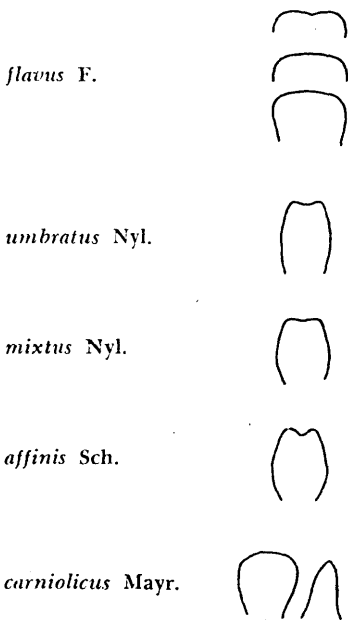 flavus F.
umbratus Nyl.
mixtus Nyl.
affinis Sch.
carniolicus Mayr.